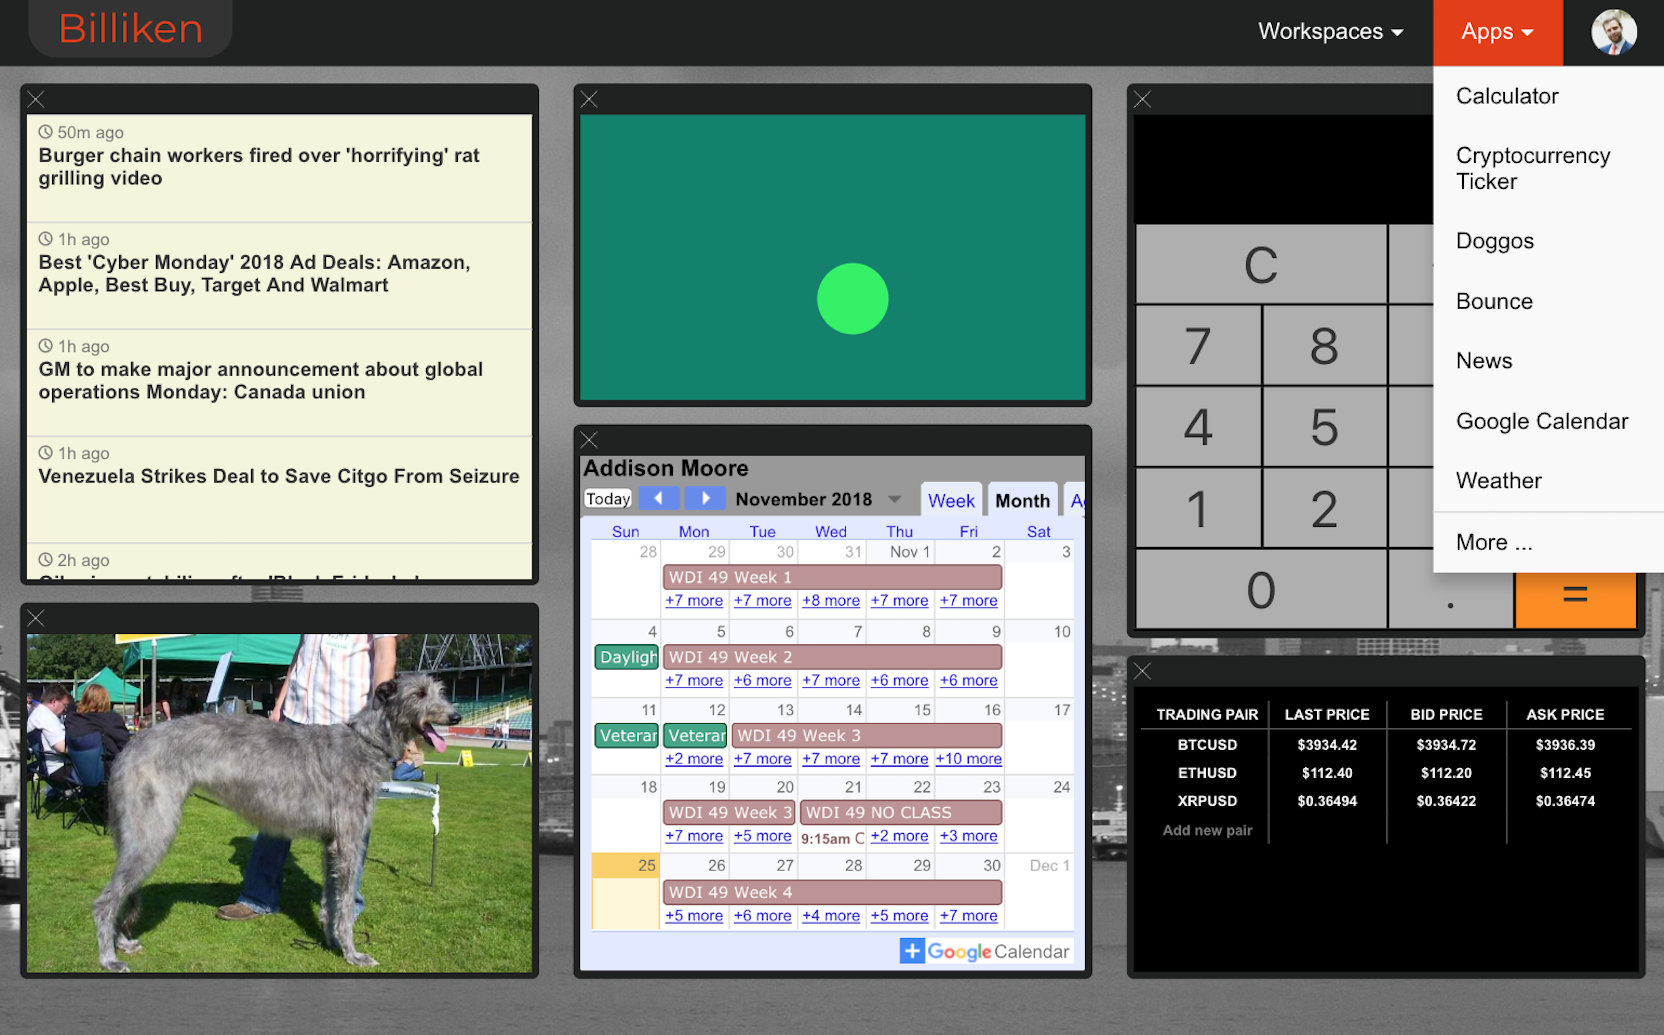 Billiken
Workspaces
Apps
Calculator
Cryptocurrency
Ticker
Doggos
Bounce
News
Google Calendar
Weather
More ...
50m ago
Burger chain workers fired over 'horrifying' rat
grilling video
1h ago
Best 'Cyber Monday' 2018 Ad Deals: Amazon,
Apple, Best Buy, Target And Walmart
1h ago
GM to make major announcement about global
operations Monday: Canada union
1h ago
Venezuela Strikes Deal to Save Citgo From Seizure
2h ago
Addison Moore
Today November 2018 Week Month
Sun Mon Tue Wed Thu Fri Sat
28 29 30 31 Nov 1 2 3
WDI 49 Week 1
+7 more +7 more +8 more +7 more +7 more
4 5 6 7 8 9 10
Dayligh WDI 49 Week 2
+7 more +6 more +7 more +6 more +6 more
11 12 13 14 15 16 17
Veterar Veterar WDI 49 Week 3
+2 more +7 more +7 more +7 more +10 more
18 19 20 21 22 23 24
WDI 49 Week 3 WDI 49 NO CLASS
+7 more +5 more 9:15am C +2 more +3 more
25 26 27 28 29 30 Dec 1
WDI 49 Week 4
+5 more +6 more +4 more +5 more +7 more
+ Google Calendar
C
7 8
4 5
1 2
0 . =
TRADING PAIR LAST PRICE BID PRICE ASK PRICE
BTCUSD $3934.42 $3934.72 $3936.39
ETHUSD $112.40 $112.20 $112.45
XRPUSD $0.36494 $0.36422 $0.36474
Add new pair